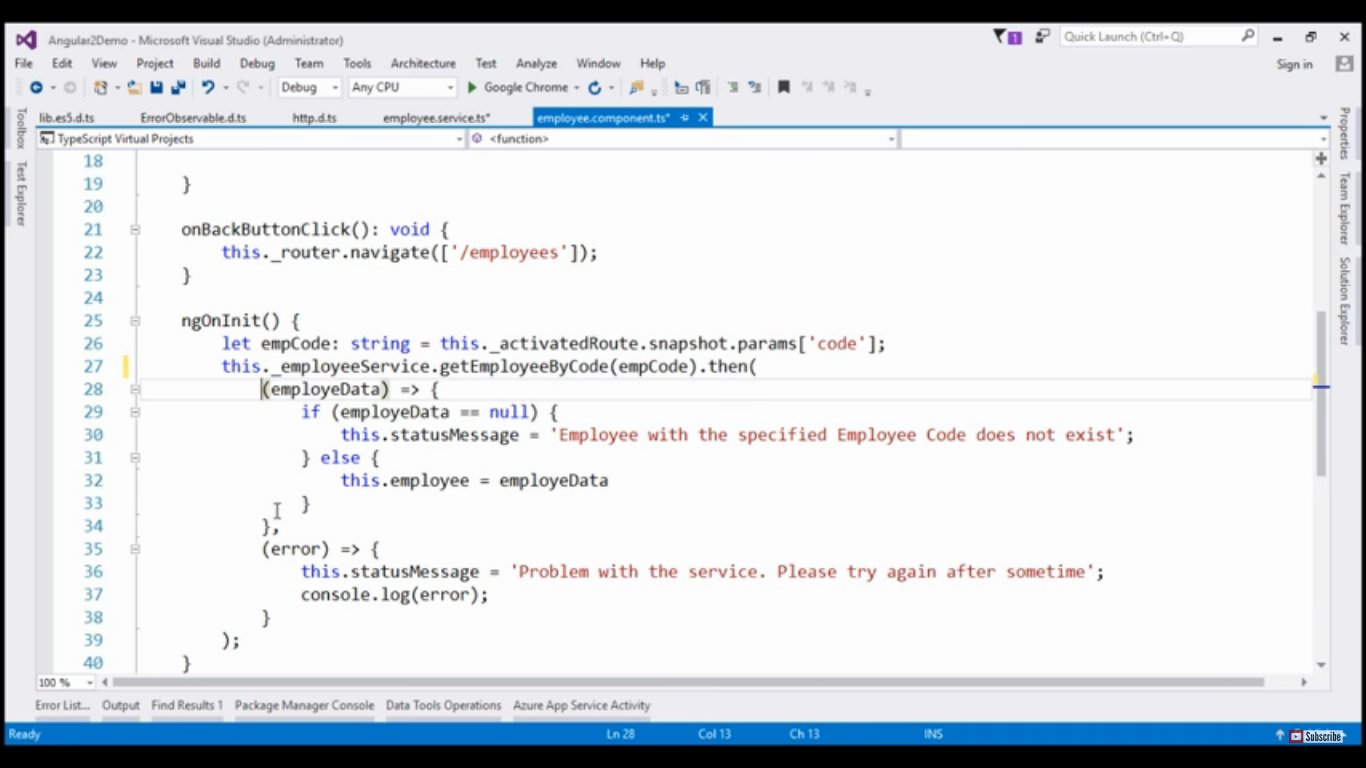 Angular2Demo - Microsoft Visual Studio (Administrator)
1
Quick Launch (Ctrl+Q)
File Edit View Project Build Debug Team Tools Architecture Test Analyze Window Help
Sign in
Debug Any CPU Google Chrome
lib.es5.d.ts ErrorObservable.d.ts http.d.ts employee.service.ts* employee.component.ts*
TypeScript Virtual Projects <function>
Toolbox
Test Explorer
Properties
Team Explorer
Solution Explorer
18
19 }
20
21 onBackButtonClick(): void {
22 this._router.navigate(['/employees']);
23 }
24
25 ngOnInit() {
26 let empCode: string = this._activatedRoute.snapshot.params['code'];
27 this._employeeService.getEmployeeByCode(empCode).then(
28 (employeData) => {
29 if (employeData == null) {
30 this.statusMessage = 'Employee with the specified Employee Code does not exist';
31 } else {
32 this.employee = employeData
33 }
34 },
35 (error) => {
36 this.statusMessage = 'Problem with the service. Please try again after sometime';
37 console.log(error);
38 }
39 );
40 }
100 %
Error List... Output Find Results 1 Package Manager Console Data Tools Operations Azure App Service Activity
Ready Ln 28 Col 13 Ch 13 INS
Subscribe